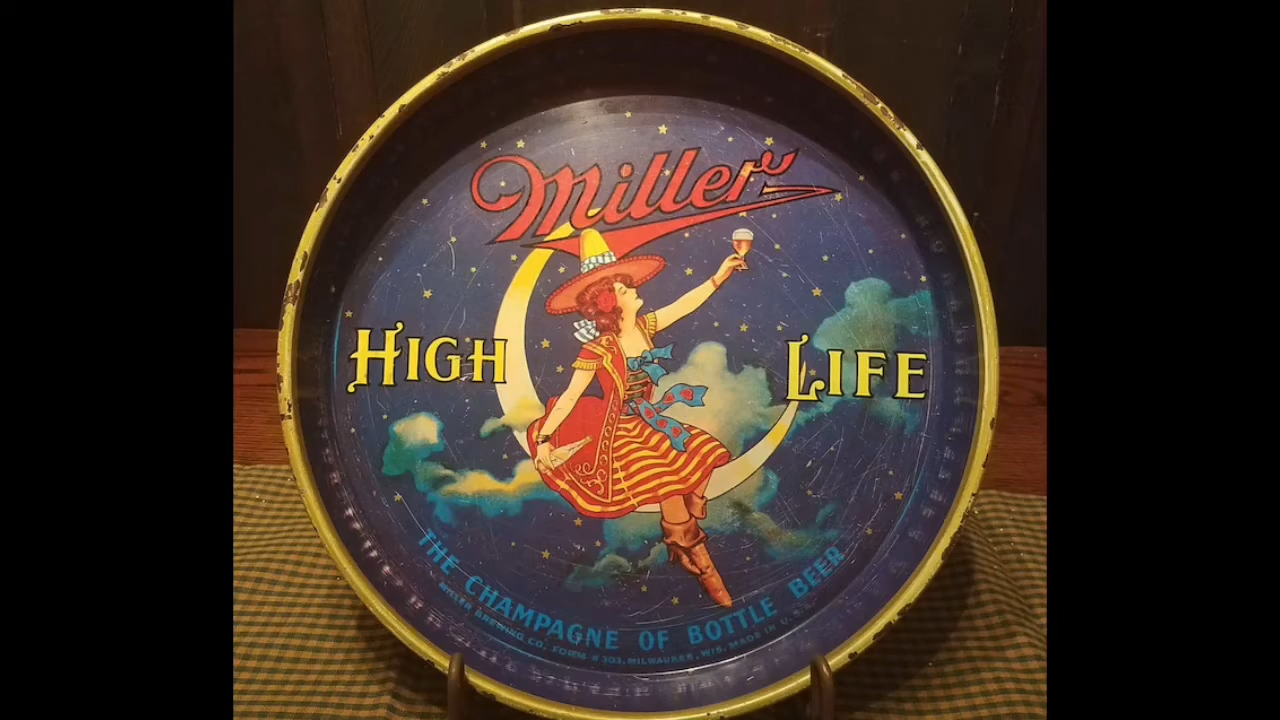 Miller
HIGH LIFE
THE CHAMPAGNE OF BOTTLE BEER
MILLER BREWING CO. FORM # 303, MILWAUKEE, WIS. MADE IN U.S.A.